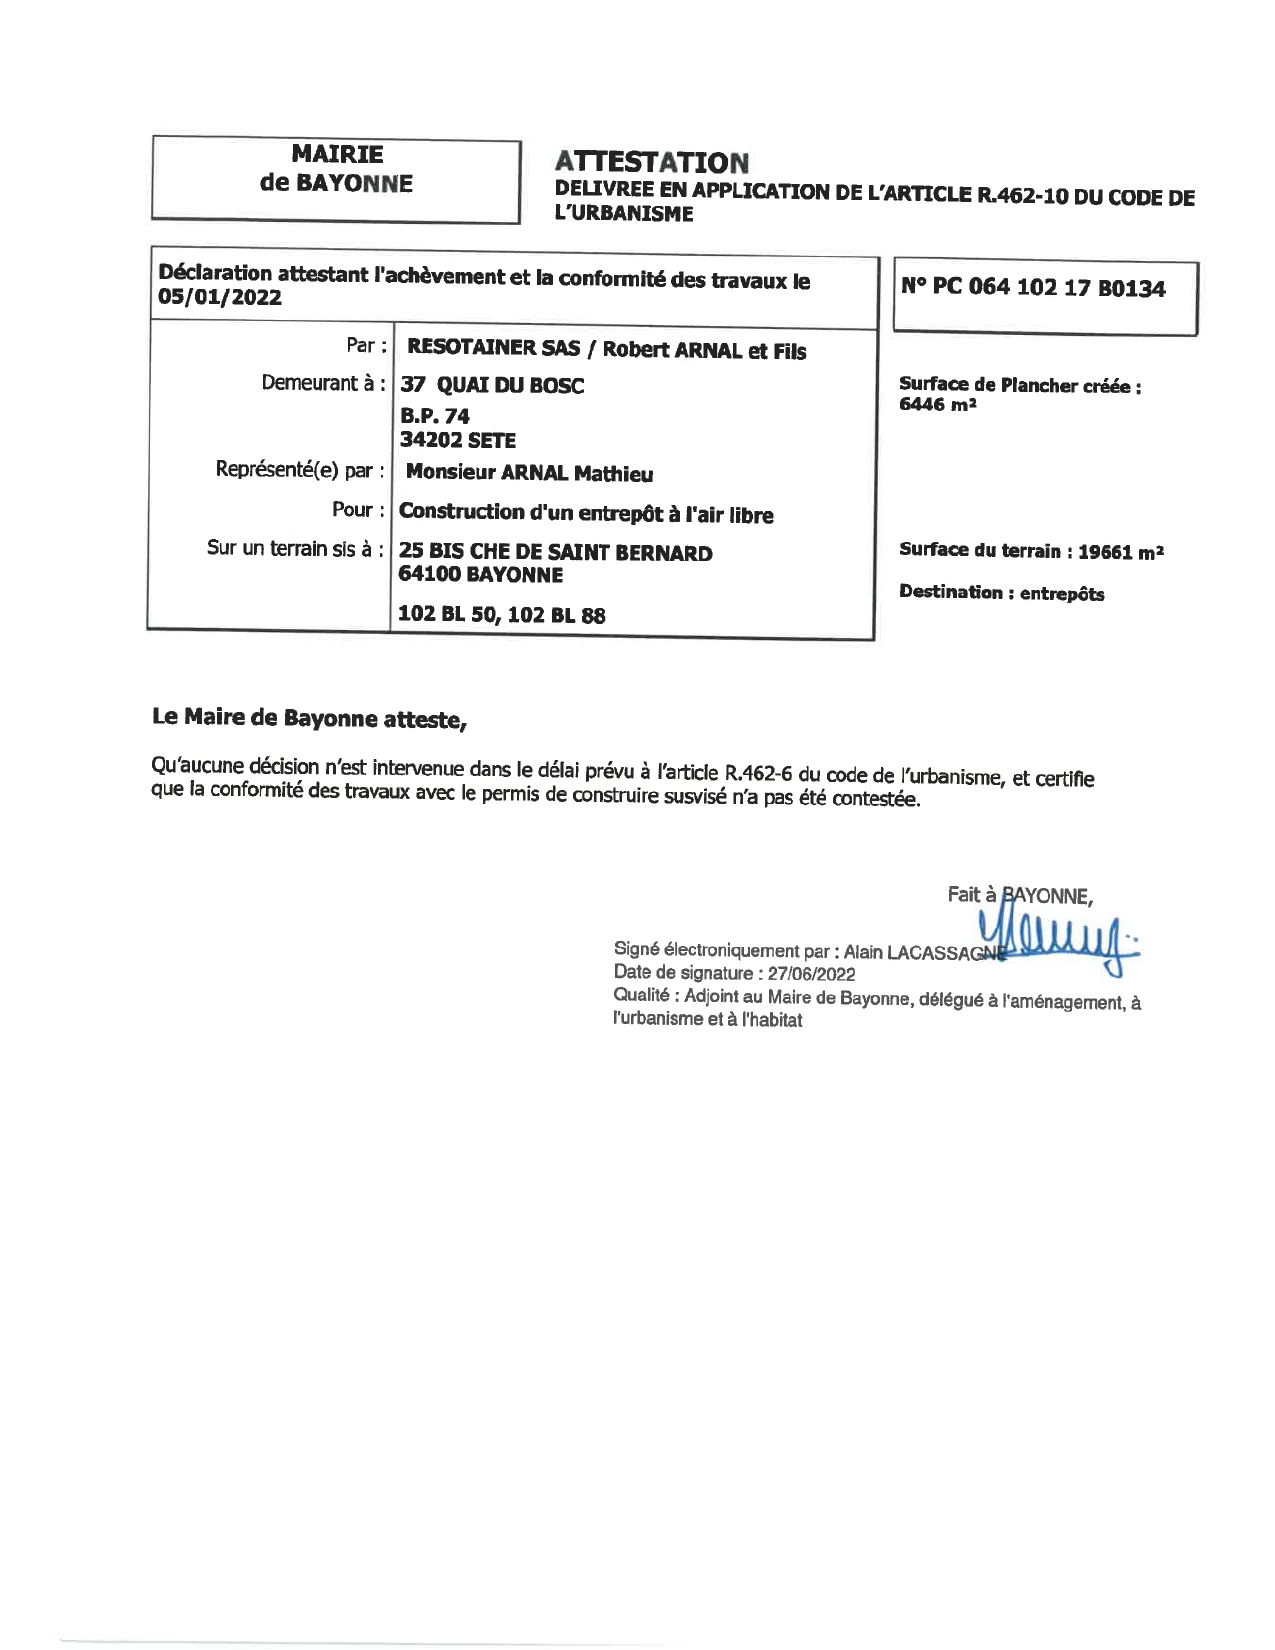 MAIRIE
de BAYONNE
ATTESTATION
DELIVREE EN APPLICATION DE L'ARTICLE R.462-10 DU CODE DE
L'URBANISME
Déclaration attestant l'achèvement et la conformité des travaux le
05/01/2022
N° PC 064 102 17 B0134
Par : RESOTAINER SAS / Robert ARNAL et Fils
Demeurant à : 37 QUAI DU BOSC
B.P. 74
34202 SETE
Surface de Plancher créée :
6446 m²
Représenté(e) par : Monsieur ARNAL Mathieu
Pour : Construction d'un entrepôt à l'air libre
Sur un terrain sis à : 25 BIS CHE DE SAINT BERNARD
64100 BAYONNE
102 BL 50, 102 BL 88
Surface du terrain : 19661 m²
Destination : entrepôts
Le Maire de Bayonne atteste,
Qu'aucune décision n'est intervenue dans le délai prévu à l'article R.462-6 du code de l'urbanisme, et certifie
que la conformité des travaux avec le permis de construire susvisé n'a pas été contestée.
Fait à BAYONNE,
Signé électroniquement par : Alain LACASSAGNE
Date de signature : 27/06/2022
Qualité : Adjoint au Maire de Bayonne, délégué à l'aménagement, à
l'urbanisme et à l'habitat